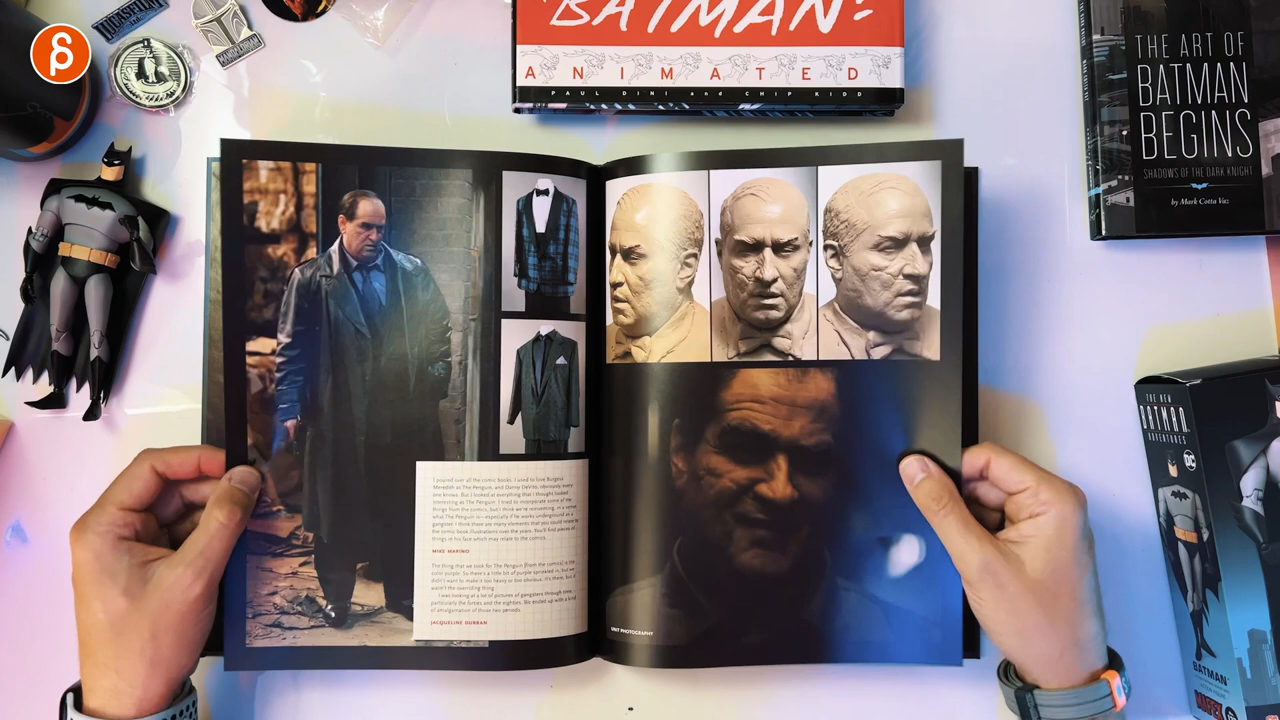 LUCASFILM
Ltd.
MANDALORIAN
BATMAN:
ANIMATED
PAUL DINI and CHIP KIDD
THE ART OF
BATMAN
BEGINS
SHADOWS OF THE DARK KNIGHT
by Mark Cotta Vaz
I poured over all the comic books. I used to love Burgess
Meredith as The Penguin, and Danny DeVito, obviously, every-
one knows. But I looked at everything that I thought looked
interesting as The Penguin. I tried to incorporate some of the
things from the comics, but I think we're reinventing, in a sense,
what The Penguin is—especially if he works underground as a
gangster. I think there are many elements that you could relate to
the comic book illustrations over the years. You'll find pieces of
things in his face which may relate to the comics.
MIKE MARINO
The thing that we took for The Penguin [from the comics] is the
color purple. So there's a little bit of purple sprinkled in, but we
didn't want to make it too heavy or too obvious. It's there, but it
wasn't the overriding thing.
I was looking at a lot of pictures of gangsters through time,
particularly the forties and the eighties. We ended up with a kind
of amalgamation of those two periods.
JACQUELINE DURRAN
UNIT PHOTOGRAPHY
THE NEW
BATMAN
ADVENTURES
DC
BATMAN
MAFEX